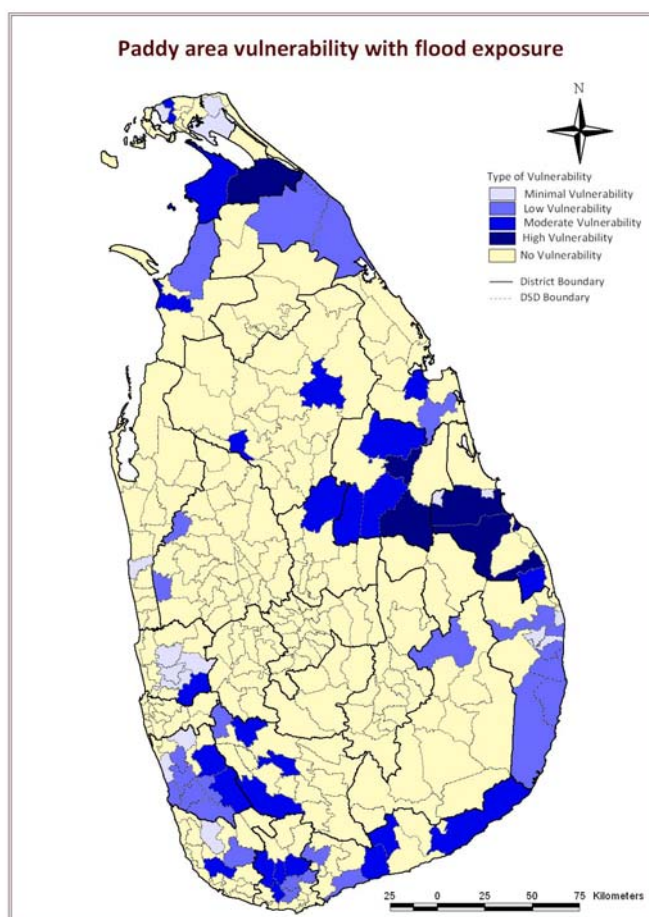 Paddy area vulnerability with flood exposure
N
Type of Vulnerability
Minimal Vulnerability
Low Vulnerability
Moderate Vulnerability
High Vulnerability
No Vulnerability
District Boundary
DSD Boundary
25 0 25 50 75 Kilometers